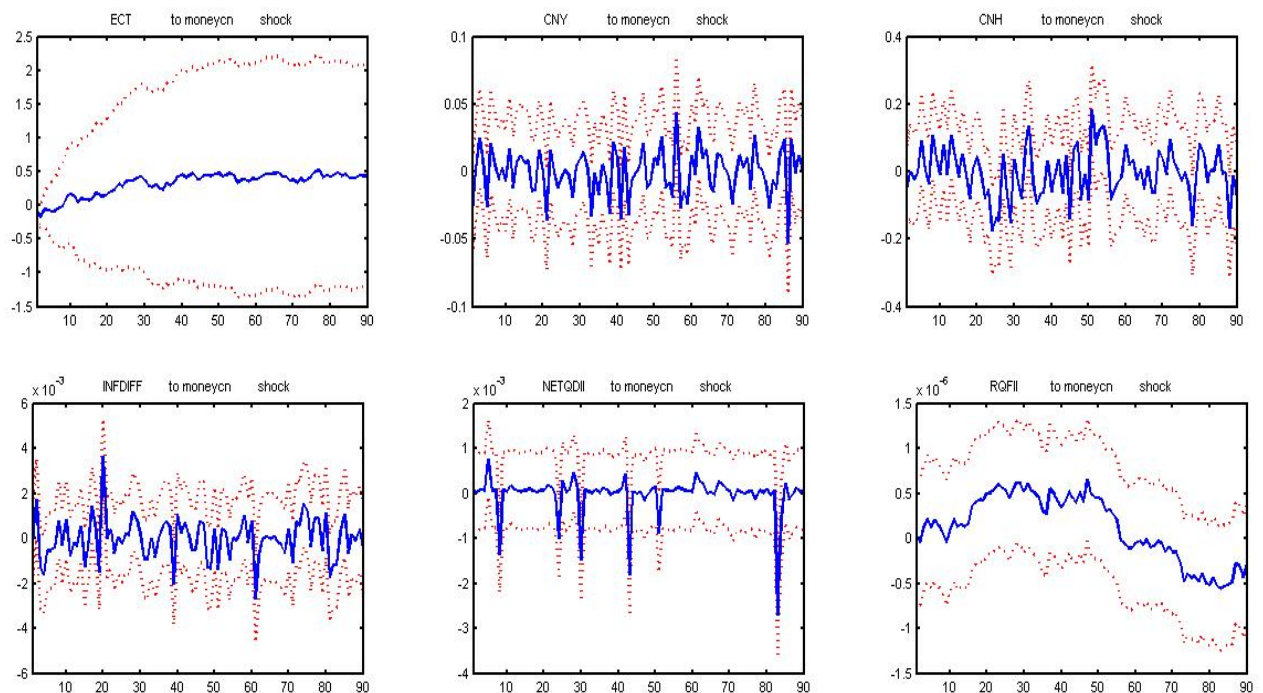 ECT to moneycn shock
2.5
2
1.5
1
0.5
0
-0.5
-1
-1.5
10 20 30 40 50 60 70 80 90
CNY to moneycn shock
0.1
0.05
0
-0.05
-0.1
10 20 30 40 50 60 70 80 90
CNH to moneycn shock
0.4
0.2
0
-0.2
-0.4
10 20 30 40 50 60 70 80 90
x 10-3
INFDIFF to moneycn shock
6
4
2
0
-2
-4
-6
10 20 30 40 50 60 70 80 90
x 10-3
NETQDII to moneycn shock
2
1
0
-1
-2
-3
-4
10 20 30 40 50 60 70 80 90
x 10-6
RQFII to moneycn shock
1.5
1
0.5
0
-0.5
-1
-1.5
10 20 30 40 50 60 70 80 90